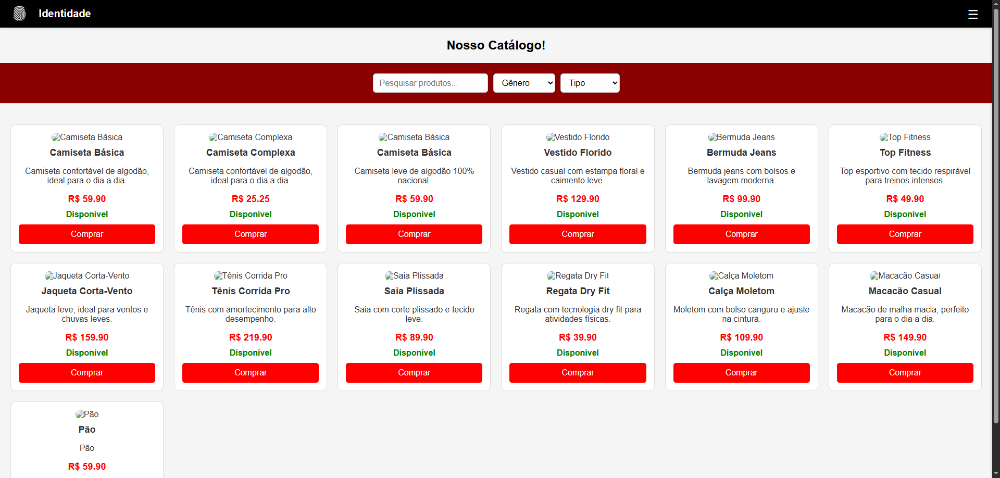 Identidade
☰
Nosso Catálogo!
Pesquisar produtos...
Gênero
Tipo
Camiseta Básica
Camiseta Básica
Camiseta confortável de algodão,
ideal para o dia a dia.
R$ 59.90
Disponível
Comprar
Camiseta Complexa
Camiseta Complexa
Camiseta confortável de algodão,
ideal para o dia a dia.
R$ 25.25
Disponível
Comprar
Camiseta Básica
Camiseta Básica
Camiseta leve de algodão 100%
nacional.
R$ 59.90
Disponível
Comprar
Vestido Florido
Vestido Florido
Vestido casual com estampa floral e
caimento leve.
R$ 129.90
Disponível
Comprar
Bermuda Jeans
Bermuda Jeans
Bermuda jeans com bolsos e
lavagem moderna.
R$ 99.90
Disponível
Comprar
Top Fitness
Top Fitness
Top esportivo com tecido respirável
para treinos intensos.
R$ 49.90
Disponível
Comprar
Jaqueta Corta-Vento
Jaqueta Corta-Vento
Jaqueta leve, ideal para ventos e
chuvas leves.
R$ 159.90
Disponível
Comprar
Tênis Corrida Pro
Tênis Corrida Pro
Tênis com amortecimento para alto
desempenho.
R$ 219.90
Disponível
Comprar
Saia Plissada
Saia Plissada
Saia com corte plissado e tecido
leve.
R$ 89.90
Disponível
Comprar
Regata Dry Fit
Regata Dry Fit
Regata com tecnologia dry fit para
atividades físicas.
R$ 39.90
Disponível
Comprar
Calça Moletom
Calça Moletom
Moletom com bolso canguru e ajuste
na cintura.
R$ 109.90
Disponível
Comprar
Macacão Casual
Macacão Casual
Macacão de malha macia, perfeito
para o dia a dia.
R$ 149.90
Disponível
Comprar
Pão
Pão
Pão
R$ 59.90